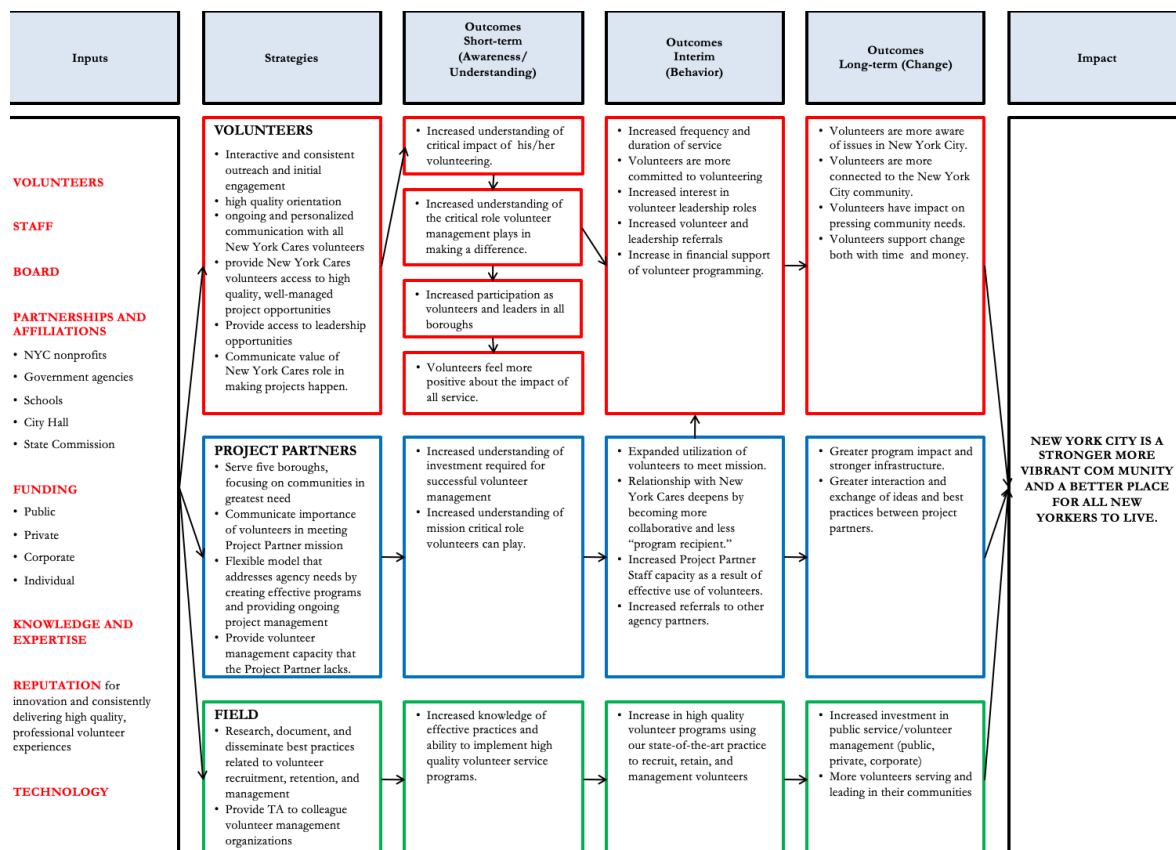 Inputs
Strategies
Outcomes
Short-term
(Awareness/
Understanding)
Outcomes
Interim
(Behavior)
Outcomes
Long-term (Change)
Impact
VOLUNTEERS
STAFF
BOARD
PARTNERSHIPS AND
AFFILIATIONS
• NYC nonprofits
• Government agencies
• Schools
• City Hall
• State Commission
FUNDING
• Public
• Private
• Corporate
• Individual
KNOWLEDGE AND
EXPERTISE
REPUTATION for
innovation and consistently
delivering high quality,
professional volunteer
experiences
TECHNOLOGY
VOLUNTEERS
• Interactive and consistent
outreach and initial
engagement
• high quality orientation
• ongoing and personalized
communication with all
New York Cares volunteers
• provide New York Cares
volunteers access to high
quality, well-managed
project opportunities
• Provide access to leadership
opportunities
• Communicate value of
New York Cares role in
making projects happen.
• Increased understanding of
critical impact of his/her
volunteering.
• Increased understanding of
the critical role volunteer
management plays in
making a difference.
• Increased participation as
volunteers and leaders in all
boroughs
• Volunteers feel more
positive about the impact of
all service.
• Increased frequency and
duration of service
• Volunteers are more
committed to volunteering
• Increased interest in
volunteer leadership roles
• Increased volunteer and
leadership referrals
• Increase in financial support
of volunteer programming.
• Volunteers are more aware
of issues in New York City.
• Volunteers are more
connected to the New York
City community.
• Volunteers have impact on
pressing community needs.
• Volunteers support change
both with time and money.
PROJECT PARTNERS
• Serve five boroughs,
focusing on communities in
greatest need
• Communicate importance
of volunteers in meeting
Project Partner mission
• Flexible model that
addresses agency needs by
creating effective programs
and providing ongoing
project management
• Provide volunteer
management capacity that
the Project Partner lacks.
• Increased understanding of
investment required for
successful volunteer
management
• Increased understanding of
mission critical role
volunteers can play.
• Expanded utilization of
volunteers to meet mission.
• Relationship with New
New York Cares deepens by
becoming more
collaborative and less
“program recipient.”
• Increased Project Partner
Staff capacity as a result of
effective use of volunteers.
• Increased referrals to other
agency partners.
• Greater program impact and
stronger infrastructure.
• Greater interaction and
exchange of ideas and best
practices between project
partners.
FIELD
• Research, document, and
disseminate best practices
related to volunteer
recruitment, retention, and
management
• Provide TA to colleague
volunteer management
organizations
• Increased knowledge of
effective practices and
ability to implement high
quality volunteer service
programs.
• Increase in high quality
volunteer programs using
our state-of-the-art practice
to recruit, retain, and
management volunteers
• Increased investment in
public service/volunteer
management (public,
private, corporate)
• More volunteers serving and
leading in their communities
NEW YORK CITY IS A
STRONGER MORE
VIBRANT COM MUNITY
AND A BETTER PLACE
FOR ALL NEW
YORKERS TO LIVE.